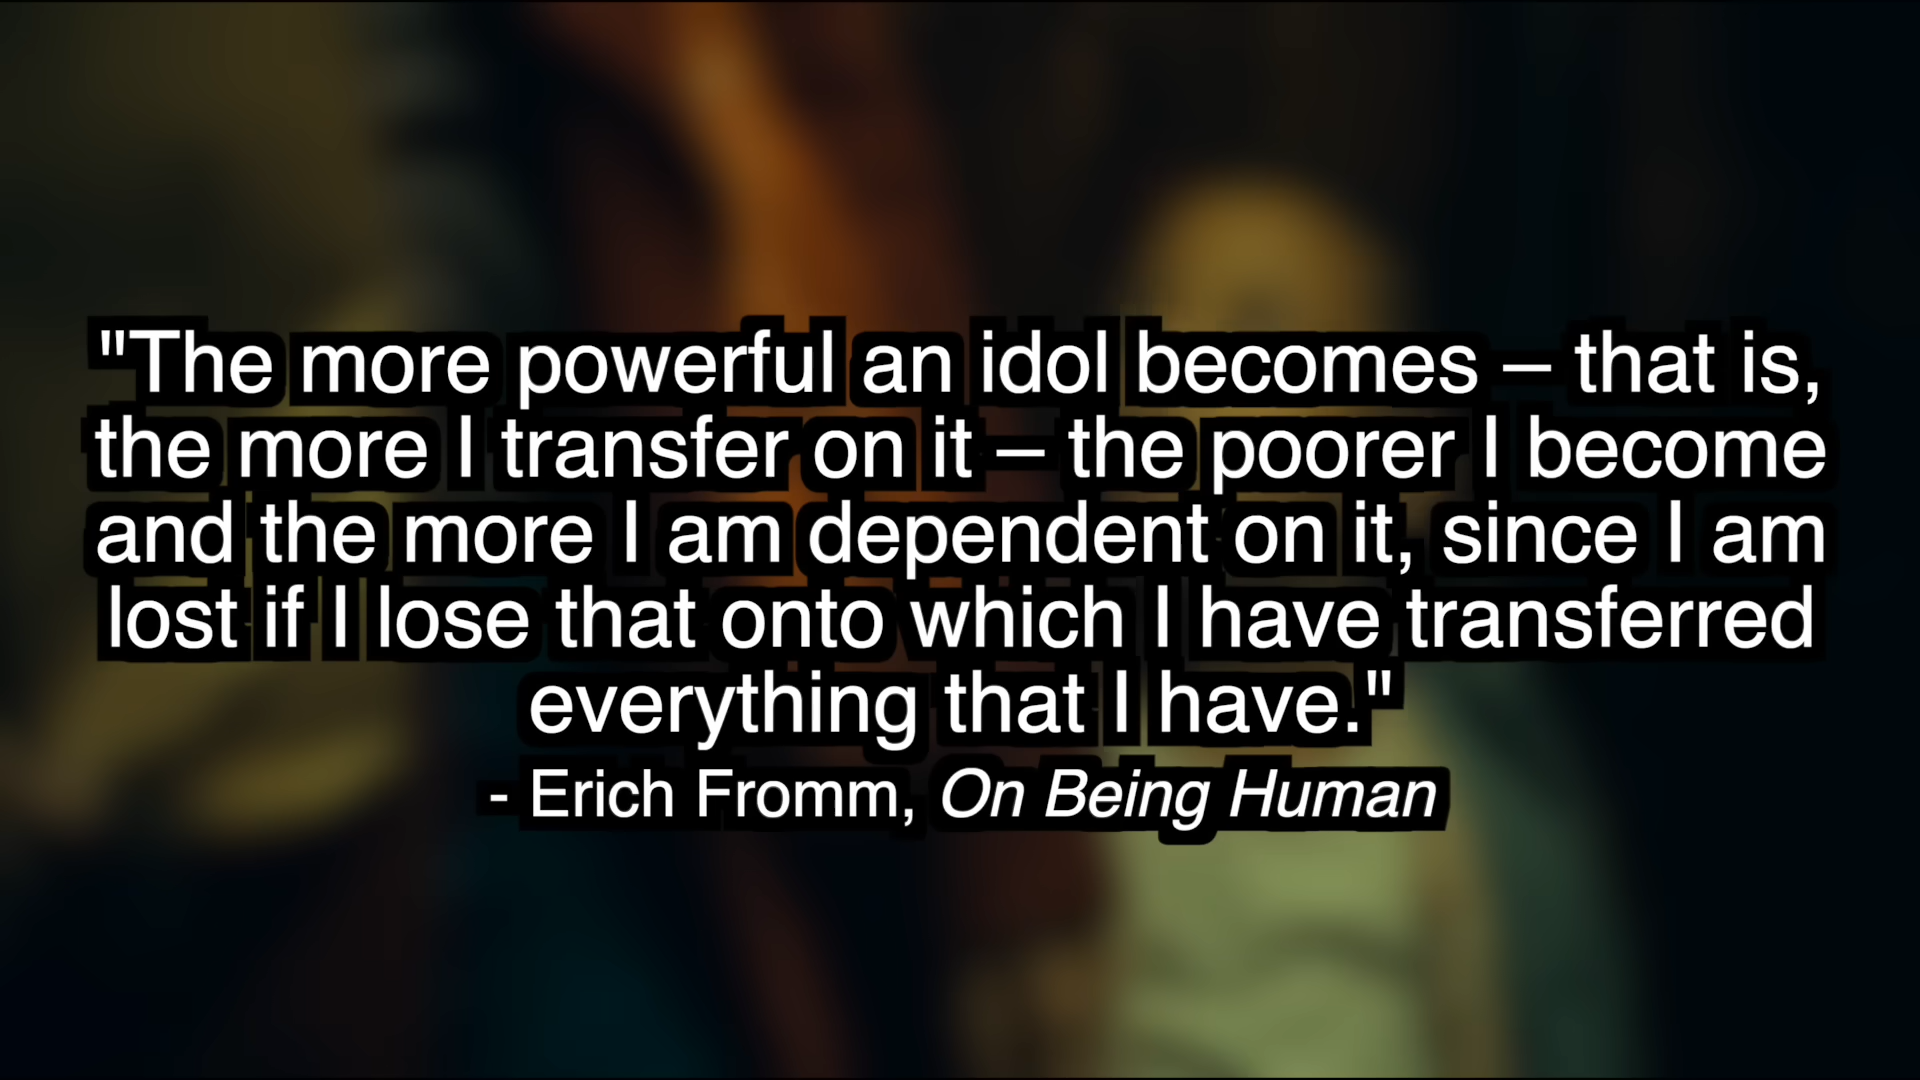 "The more powerful an idol becomes – that is,
the more I transfer on it – the poorer I become
and the more I am dependent on it, since I am
lost if I lose that onto which I have transferred
everything that I have."
- Erich Fromm, On Being Human